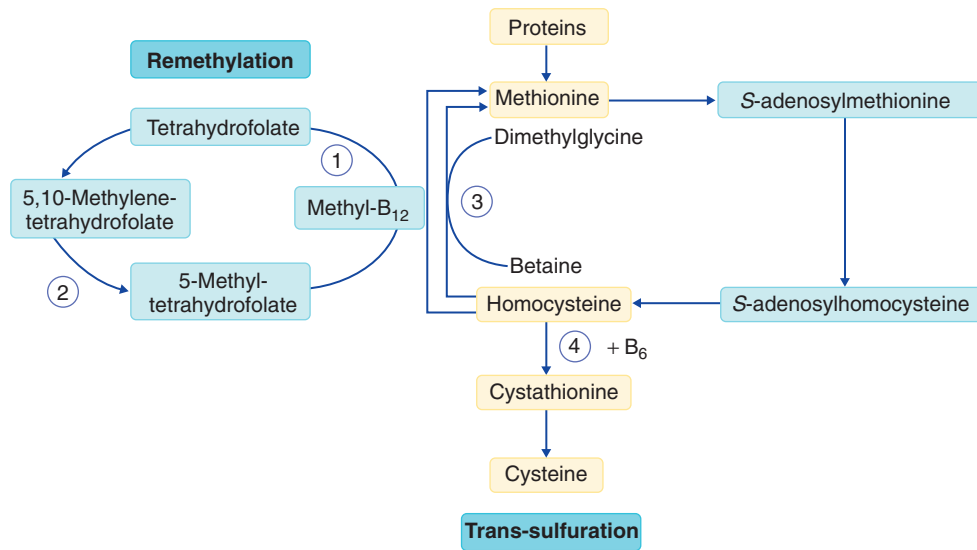 Proteins
Remethylation
Methionine
S-adenosylmethionine
Tetrahydrofolate
Dimethylglycine
1
5,10-Methylene-
tetrahydrofolate
Methyl-B12
3
2
5-Methyl-
tetrahydrofolate
Betaine
Homocysteine
S-adenosylhomocysteine
4 + B6
Cystathionine
Cysteine
Trans-sulfuration